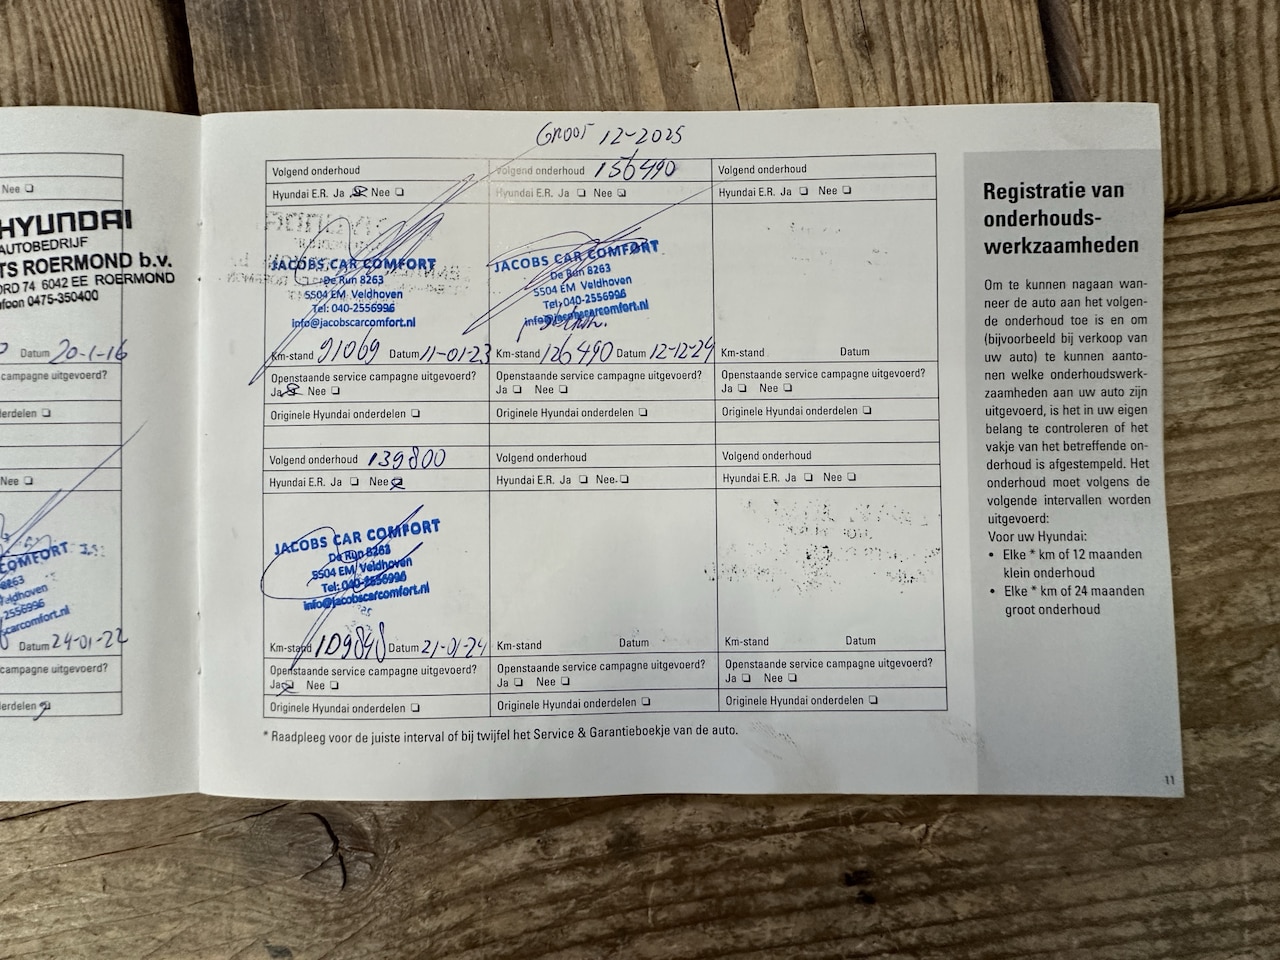 Nee ❑
HYUNDAI
AUTOBEDRIJF
TS ROERMOND b.v.
ORD 74 6042 EE ROERMOND
foon 0475-350400
Datum 20-1-16
campagne uitgevoerd?
derdelen ❑
Nee ❑
COMFORT
8263
Veldhoven
2556996
scarcomfort.nl
Datum 24-01-22
campagne uitgevoerd?
derdelen ❑
GROOT 12-2025
Volgend onderhoud
Hyundai E.R. Ja ❑ Nee ❑
JACOBS CAR COMFORT
De Run 8263
5504 EM Veldhoven
Tel: 040-2556996
info@jacobscarcomfort.nl
Km-stand 91069 Datum 11-01-23
Openstaande service campagne uitgevoerd?
Ja ❑ Nee ❑
Originele Hyundai onderdelen ❑
Volgend onderhoud 156490
Hyundai E.R. Ja ❑ Nee ❑
JACOBS CAR COMFORT
De Run 8263
5504 EM Veldhoven
Tel: 040-2556996
info@jacobscarcomfort.nl
Km-stand 126490 Datum 12-12-24
Openstaande service campagne uitgevoerd?
Ja ❑ Nee ❑
Originele Hyundai onderdelen ❑
Volgend onderhoud
Hyundai E.R. Ja ❑ Nee ❑
Km-stand Datum
Openstaande service campagne uitgevoerd?
Ja ❑ Nee ❑
Originele Hyundai onderdelen ❑
Volgend onderhoud 139800
Hyundai E.R. Ja ❑ Nee ❑
JACOBS CAR COMFORT
De Run 8263
5504 EM Veldhoven
Tel: 040-2556996
info@jacobscarcomfort.nl
Km-stand 109848 Datum 21-01-24
Openstaande service campagne uitgevoerd?
Ja ❑ Nee ❑
Originele Hyundai onderdelen ❑
Volgend onderhoud
Hyundai E.R. Ja ❑ Nee ❑
Km-stand Datum
Openstaande service campagne uitgevoerd?
Ja ❑ Nee ❑
Originele Hyundai onderdelen ❑
Volgend onderhoud
Hyundai E.R. Ja ❑ Nee ❑
Km-stand Datum
Openstaande service campagne uitgevoerd?
Ja ❑ Nee ❑
Originele Hyundai onderdelen ❑
* Raadpleeg voor de juiste interval of bij twijfel het Service & Garantieboekje van de auto.
Registratie van
onderhouds-
werkzaamheden
Om te kunnen nagaan wan-
neer de auto aan het volgen-
de onderhoud toe is en om
(bijvoorbeeld bij verkoop van
uw auto) te kunnen aanto-
nen welke onderhoudswerk-
zaamheden aan uw auto zijn
uitgevoerd, is het in uw eigen
belang te controleren of het
vakje van het betreffende on-
derhoud is afgestempeld. Het
onderhoud moet volgens de
volgende intervallen worden
uitgevoerd:
Voor uw Hyundai:
• Elke * km of 12 maanden
klein onderhoud
• Elke * km of 24 maanden
groot onderhoud
11